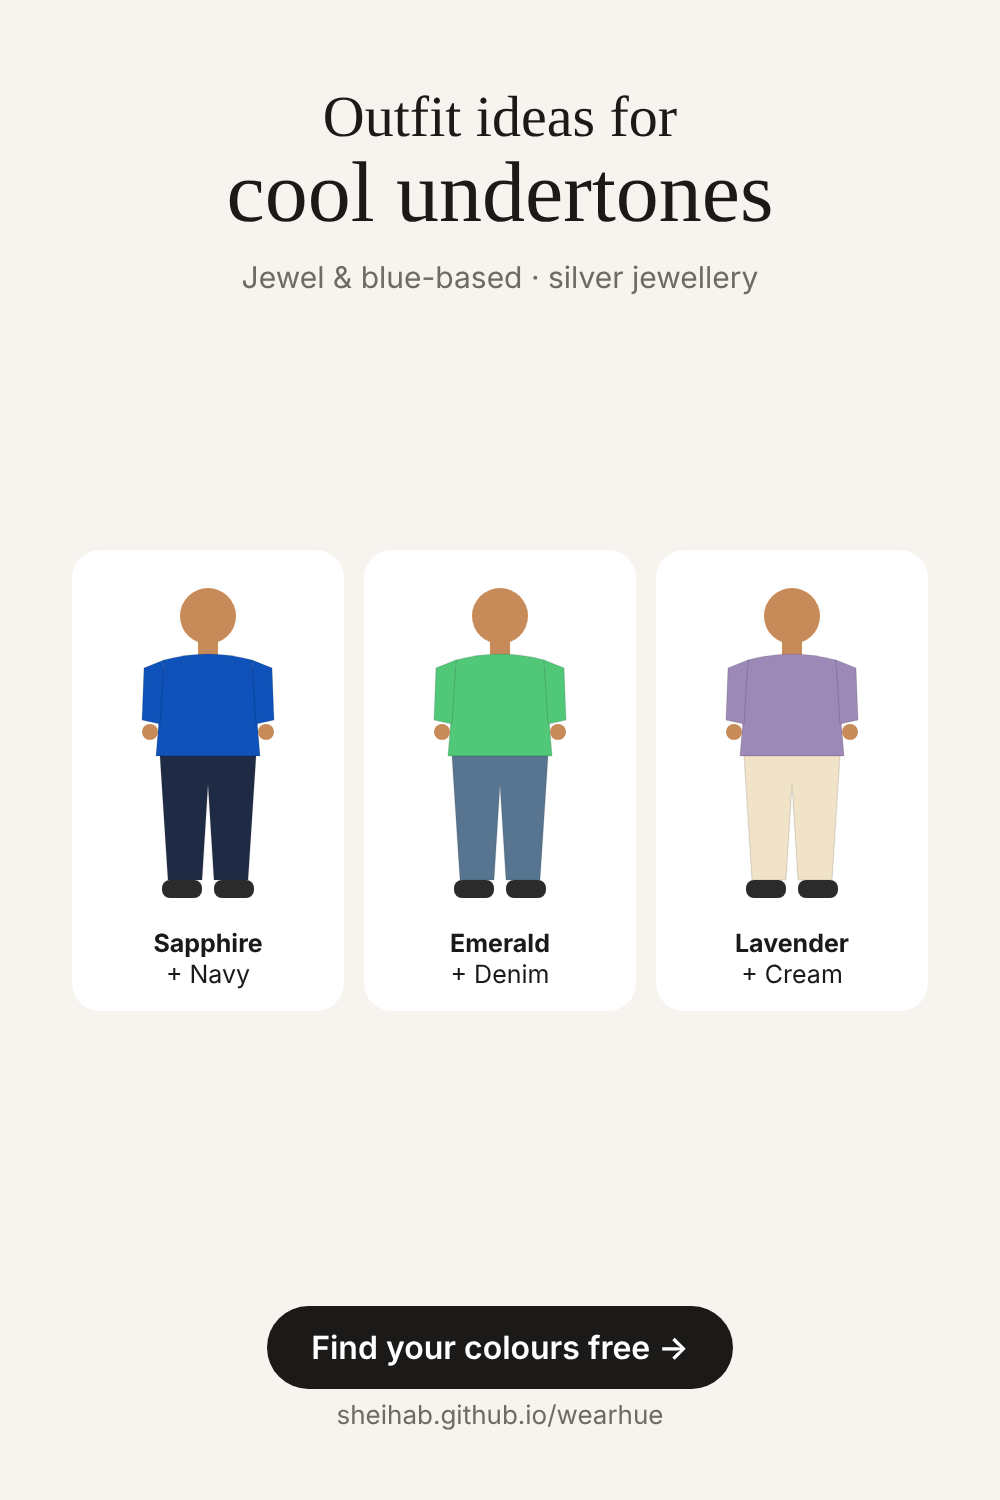 Outfit ideas for
cool undertones
Jewel & blue-based · silver jewellery
Sapphire
+ Navy
Emerald
+ Denim
Lavender
+ Cream
Find your colours free →
sheihab.github.io/wearhue